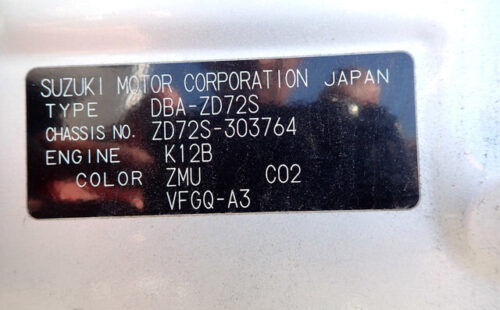 SUZUKI MOTOR CORPORATION JAPAN
TYPE DBA-ZD72S
CHASSIS NO. ZD72S-303764
ENGINE K12B
COLOR ZMU C02
VFGQ-A3